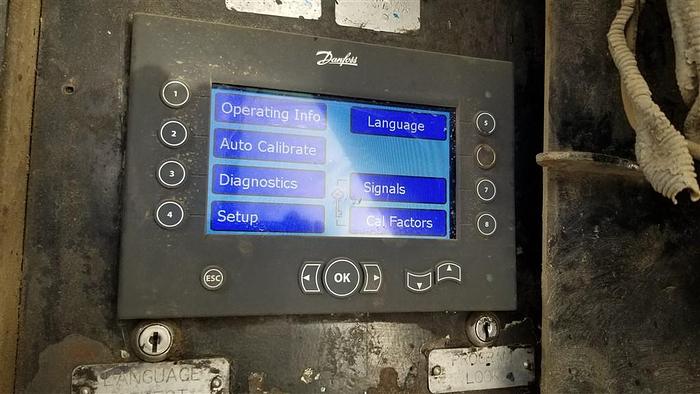 Danfoss
1
Operating Info
Language
5
2
Auto Calibrate
3
Diagnostics
Signals
7
4
Setup
Cal Factors
8
ESC
OK
LANGUAGE